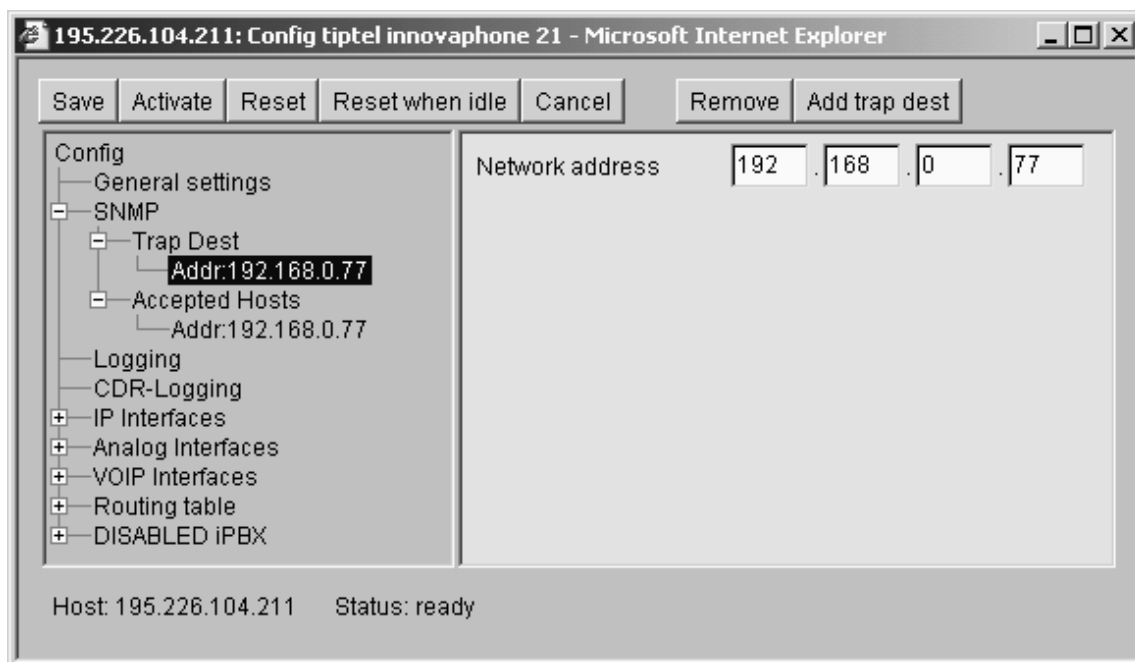 195.226.104.211: Config tiptel innovaphone 21 - Microsoft Internet Explorer
Save Activate Reset Reset when idle Cancel Remove Add trap dest
Config
General settings
SNMP
Trap Dest
Addr:192.168.0.77
Accepted Hosts
Addr:192.168.0.77
Logging
CDR-Logging
IP Interfaces
Analog Interfaces
VOIP Interfaces
Routing table
DISABLED iPBX
Network address 192 . 168 . 0 . 77
Host: 195.226.104.211 Status: ready